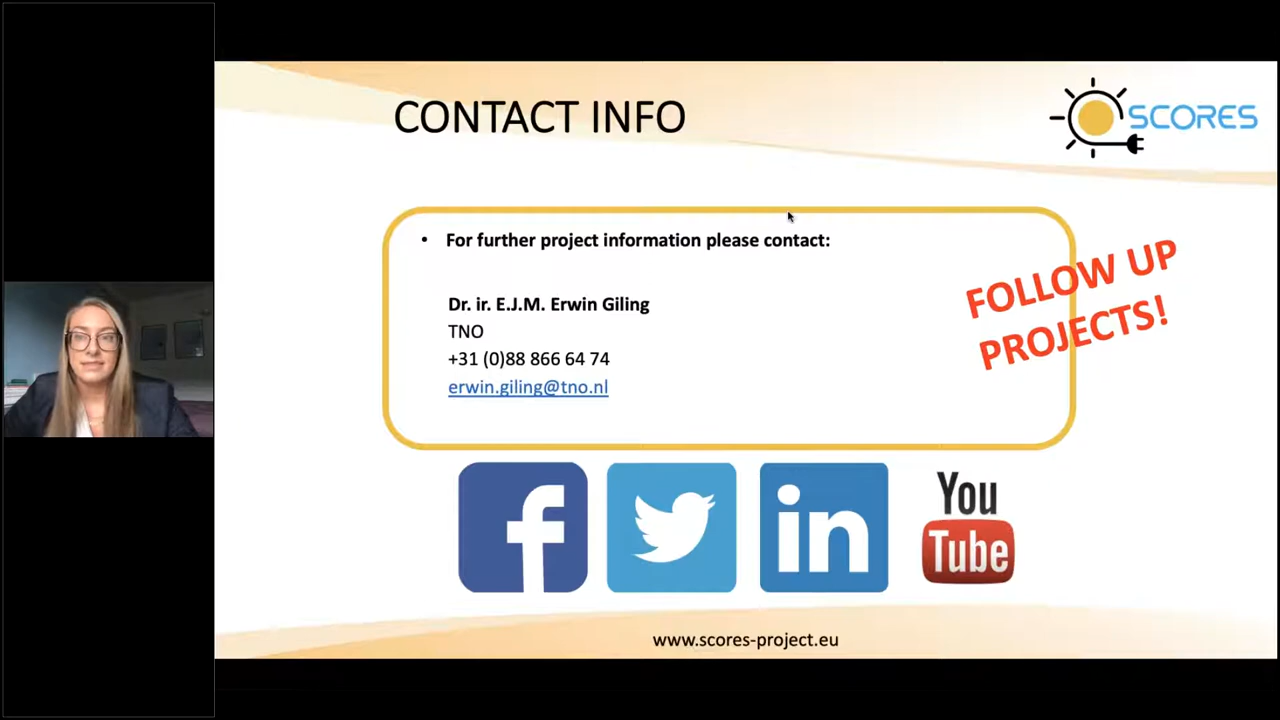 CONTACT INFO
SCORES
• For further project information please contact:
Dr. ir. E.J.M. Erwin Giling
TNO
+31 (0)88 866 64 74
erwin.giling@tno.nl
FOLLOW UP
PROJECTS!
f
in
You
Tube
www.scores-project.eu